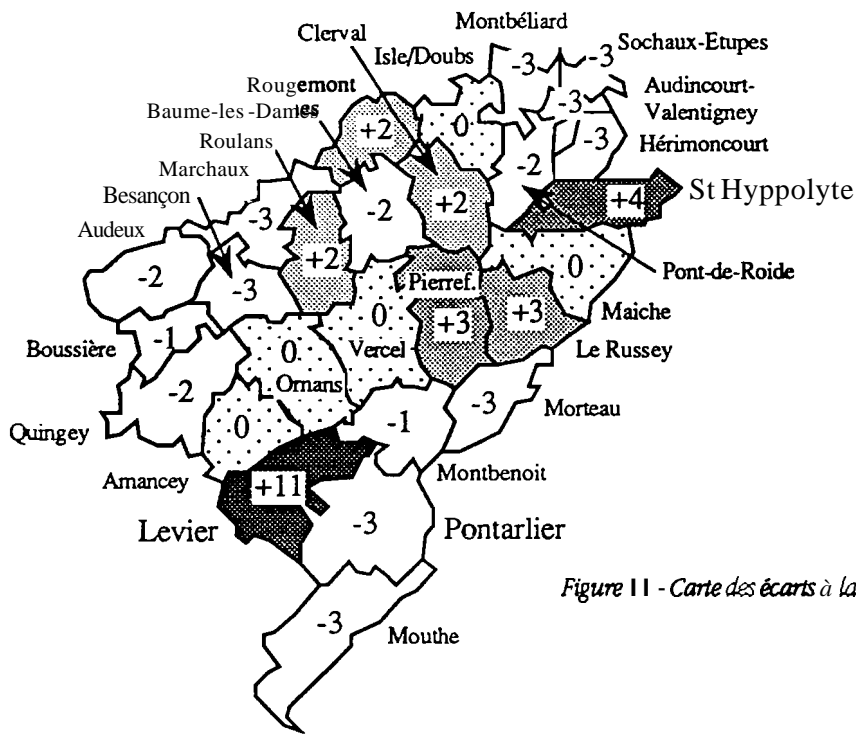 Montbéliard
Clerval
Isle/Doubs
Sochaux-Etupes
-3
-3
Rougemont
Audincourt-
Valentigney
Baume-les -Dames
-3
+2
0
Roulans
-3
Hérimoncourt
Marchaux
-2
Besançon
-2
+2
+4
St Hyppolyte
-3
Audeux
+2
0
-2
-3
Pierref.
Pont-de-Roide
0
+3
+3
Maiche
-1
Boussière
0
Vercel
Le Russey
-2
Ornans
-3
Morteau
Quingey
0
-1
Montbenoit
Amancey
+11
Levier
-3
Pontarlier
Figure 11 - Carte des écarts à la
-3
Mouthe